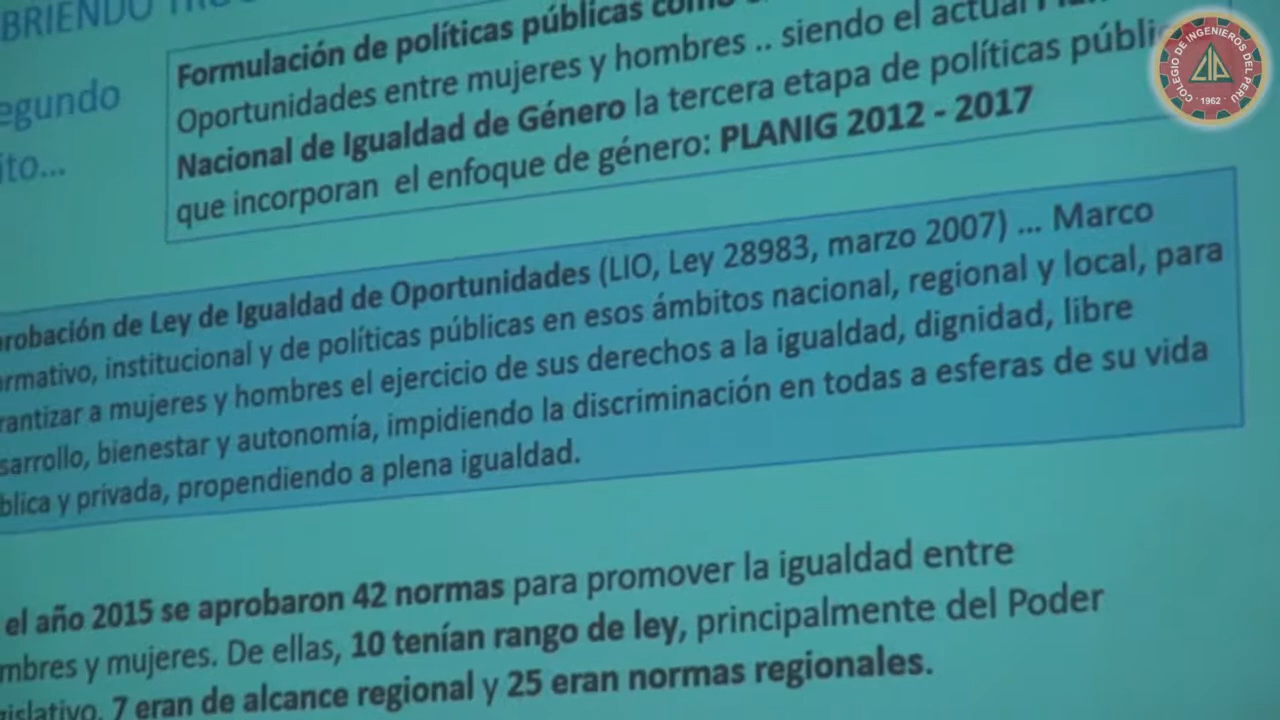 BRIENDO
egundo
ito...
Formulación de políticas públicas como
Oportunidades entre mujeres y hombres .. siendo el actual
Nacional de Igualdad de Género la tercera etapa de políticas públi
que incorporan el enfoque de género: PLANIG 2012 - 2017
robación de Ley de Igualdad de Oportunidades (LIO, Ley 28983, marzo 2007) ... Marco
rmativo, institucional y de políticas públicas en esos ámbitos nacional, regional y local, para
rantizar a mujeres y hombres el ejercicio de sus derechos a la igualdad, dignidad, libre
sarrollo, bienestar y autonomía, impidiendo la discriminación en todas a esferas de su vida
blica y privada, propendiendo a plena igualdad.
el año 2015 se aprobaron 42 normas para promover la igualdad entre
mbres y mujeres. De ellas, 10 tenían rango de ley, principalmente del Poder
islativo, 7 eran de alcance regional y 25 eran normas regionales.
COLEGIO DE INGENIEROS DEL PERU
CIP
· 1962 ·